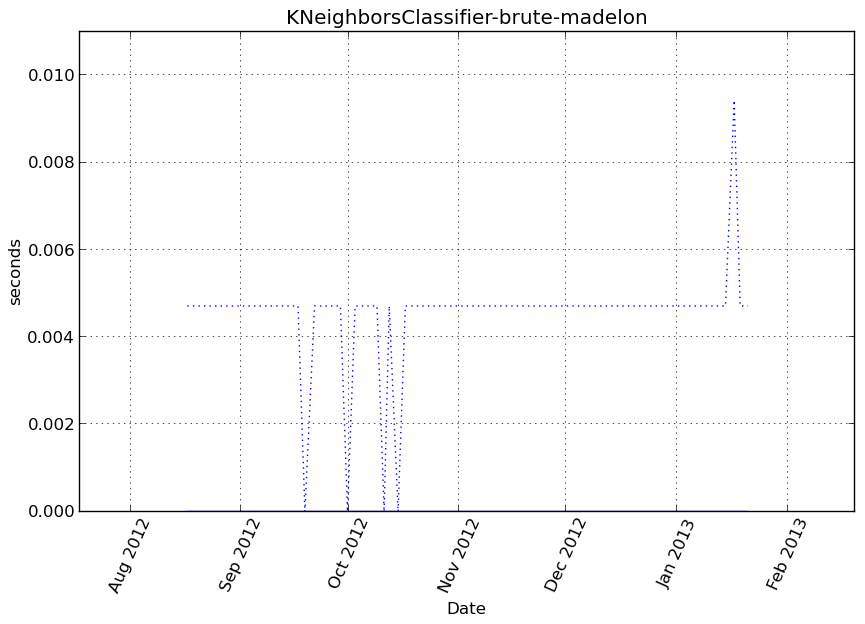 KNeighborsClassifier-brute-madelon
0.010
0.008
0.006
0.004
0.002
0.000
seconds
Aug 2012
Sep 2012
Oct 2012
Nov 2012
Dec 2012
Jan 2013
Feb 2013
Date